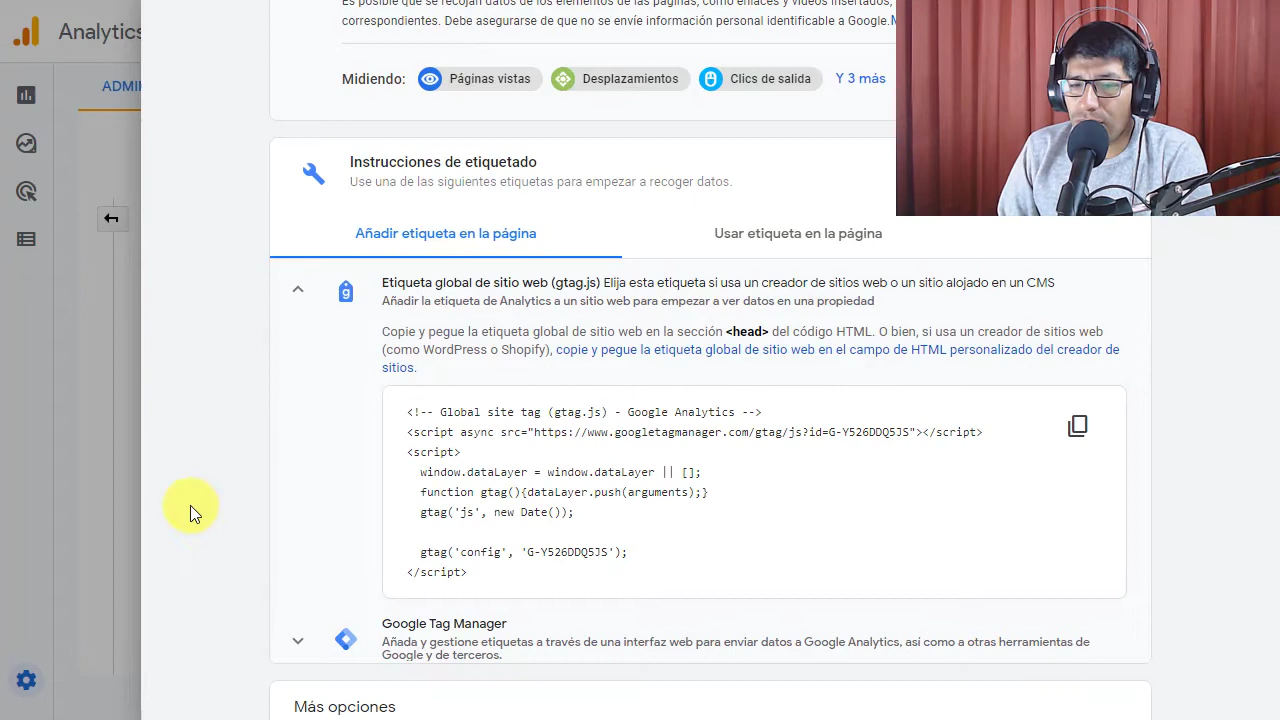 Es posible que se recojan datos de los elementos de las páginas, como enlaces y vídeos insertados,
correspondientes. Debe asegurarse de que no se envíe información personal identificable a Google.
Analytics
ADMI
Midiendo: Páginas vistas Desplazamientos Clics de salida Y 3 más
Instrucciones de etiquetado
Use una de las siguientes etiquetas para empezar a recoger datos.
Añadir etiqueta en la página Usar etiqueta en la página
Etiqueta global de sitio web (gtag.js) Elija esta etiqueta si usa un creador de sitios web o un sitio alojado en un CMS
Añadir la etiqueta de Analytics a un sitio web para empezar a ver datos en una propiedad
Copie y pegue la etiqueta global de sitio web en la sección <head> del código HTML. O bien, si usa un creador de sitios web
(como WordPress o Shopify), copie y pegue la etiqueta global de sitio web en el campo de HTML personalizado del creador de
sitios.
<!-- Global site tag (gtag.js) - Google Analytics -->
<script async src="https://www.googletagmanager.com/gtag/js?id=G-Y526DDQ5JS"></script>
<script>
window.dataLayer = window.dataLayer || [];
function gtag(){dataLayer.push(arguments);}
gtag('js', new Date());
gtag('config', 'G-Y526DDQ5JS');
</script>
Google Tag Manager
Añada y gestione etiquetas a través de una interfaz web para enviar datos a Google Analytics, así como a otras herramientas de
Google y de terceros.
Más opciones